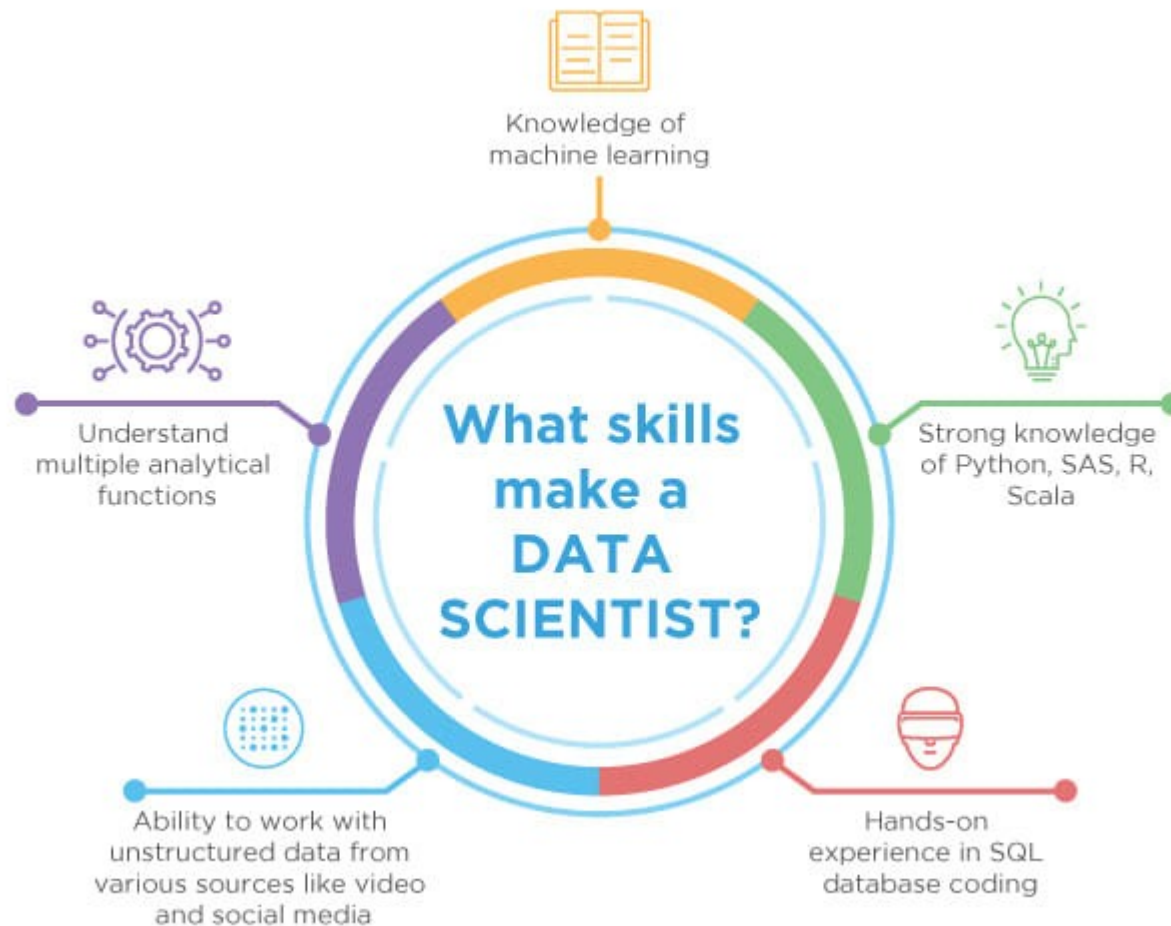 Knowledge of
machine learning
Understand
multiple analytical
functions
What skills
make a
DATA
SCIENTIST?
Strong knowledge
of Python, SAS, R,
Scala
Ability to work with
unstructured data from
various sources like video
and social media
Hands-on
experience in SQL
database coding